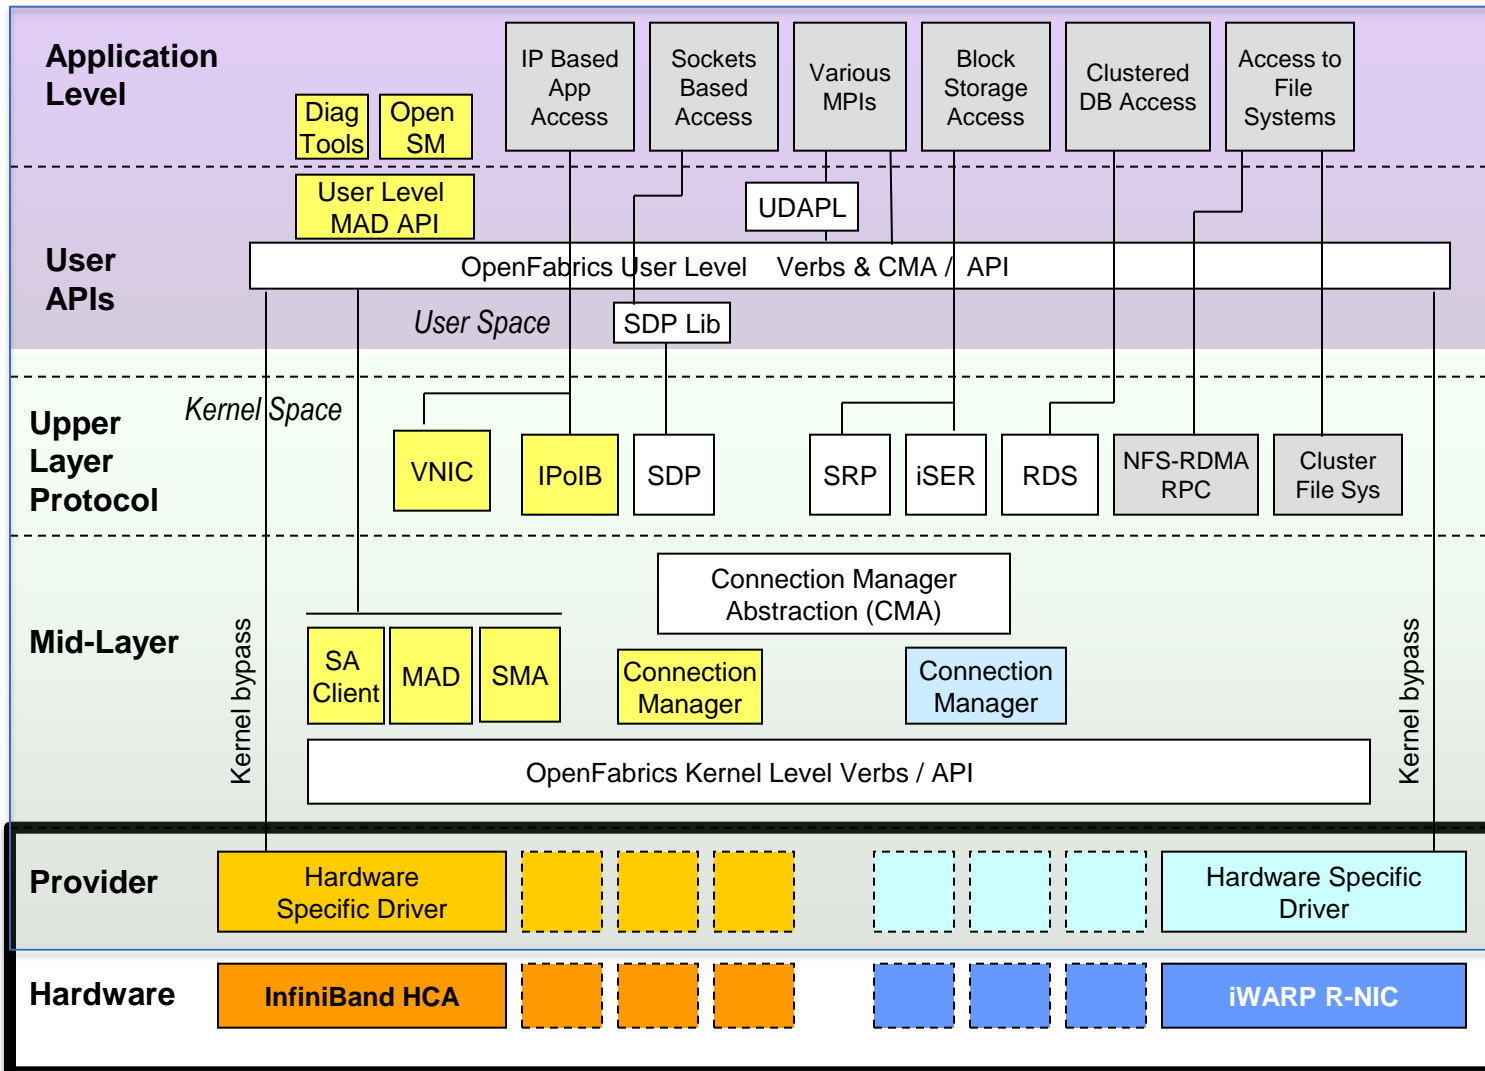 Application
Level
Diag
Tools
Open
SM
IP Based
App
Access
Sockets
Based
Access
Various
MPIs
Block
Storage
Access
Clustered
DB Access
Access to
File
Systems
User
APIs
User Level
MAD API
UDAPL
OpenFabrics User Level Verbs & CMA / API
User Space
SDP Lib
Kernel Space
Upper
Layer
Protocol
VNIC
IPoIB
SDP
SRP
iSER
RDS
NFS-RDMA
RPC
Cluster
File Sys
Mid-Layer
Kernel bypass
Connection Manager
Abstraction (CMA)
SA
Client
MAD
SMA
Connection
Manager
Connection
Manager
Kernel bypass
OpenFabrics Kernel Level Verbs / API
Provider
Hardware
Specific Driver
Hardware Specific
Driver
Hardware
InfiniBand HCA
iWARP R-NIC